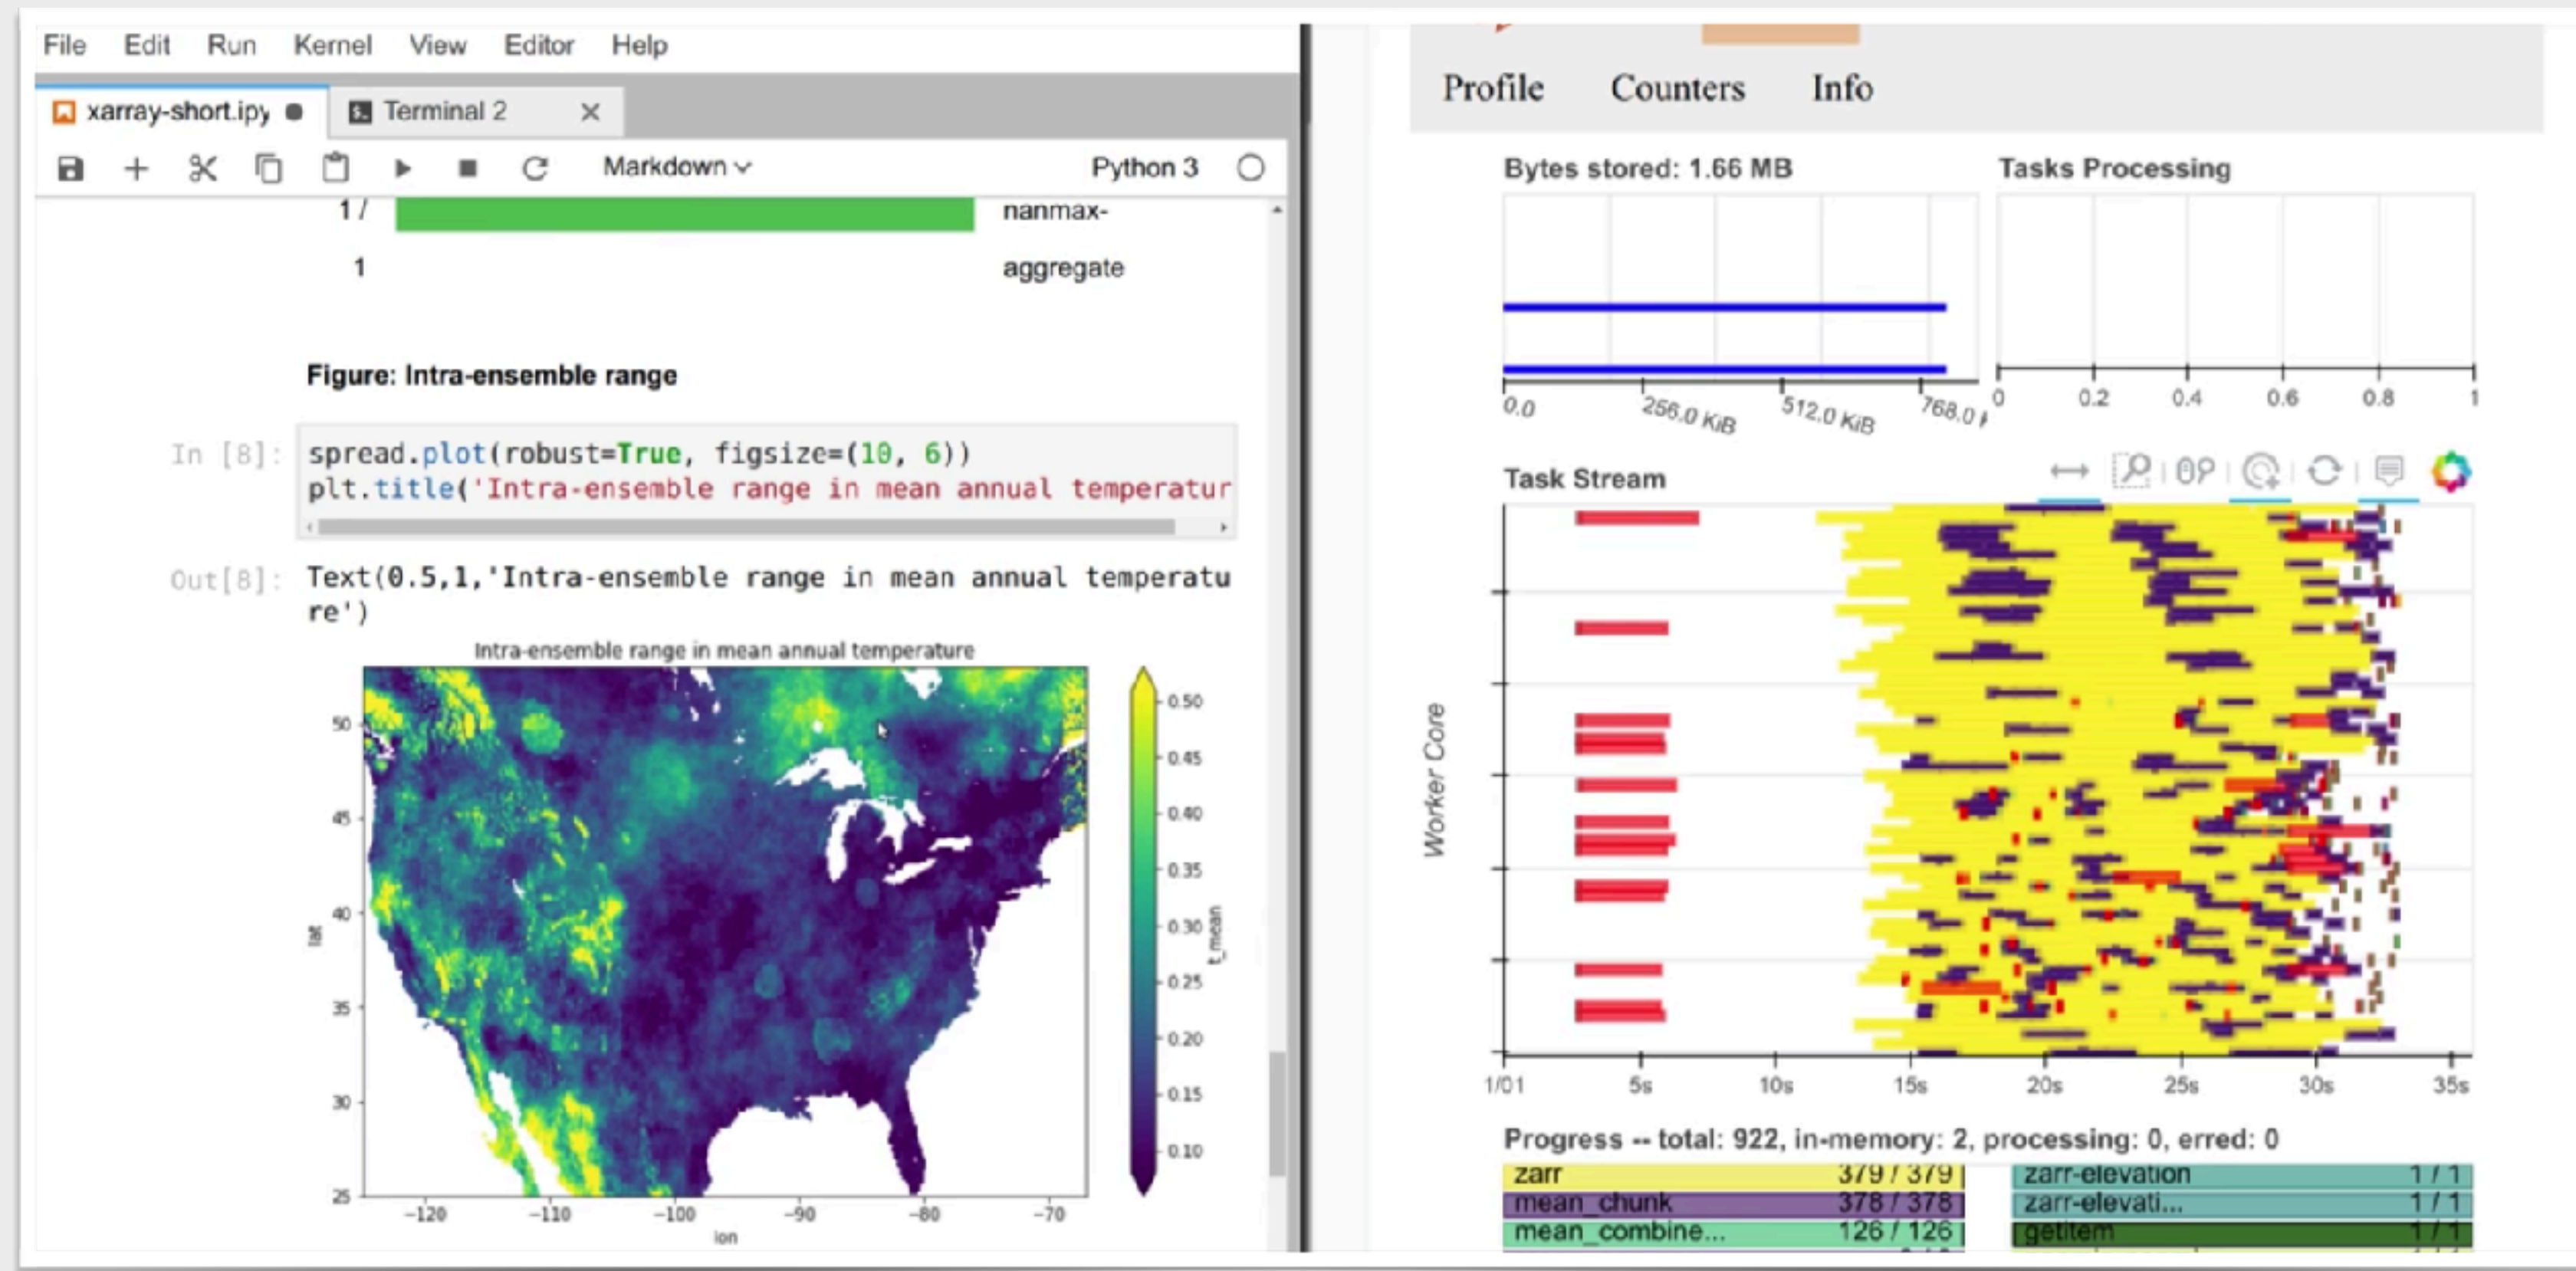 File Edit Run Kernel View Editor Help
xarray-short.ipy
Terminal 2
Markdown
Python 3
1 /
nanmax-
1
aggregate
Figure: Intra-ensemble range
In [8]:
spread.plot(robust=True, figsize=(10, 6))
plt.title('Intra-ensemble range in mean annual temperatur
Out[8]:
Text(0.5,1,'Intra-ensemble range in mean annual temperatu
re')
Intra-ensemble range in mean annual temperature
50
45
40
35
30
25
lat
−120 −110 −100 −90 −80 −70
lon
0.50
0.45
0.40
0.35
0.30
0.25
0.20
0.15
0.10
t_mean
Profile Counters Info
Bytes stored: 1.66 MB
0.0 256.0 KiB 512.0 KiB 768.0
Tasks Processing
0 0.2 0.4 0.6 0.8 1
Task Stream
Worker Core
1/01 5s 10s 15s 20s 25s 30s 35s
Progress -- total: 922, in-memory: 2, processing: 0, erred: 0
zarr 379 / 379
mean_chunk 378 / 378
mean_combine... 126 / 126
zarr-elevation 1 / 1
zarr-elevati... 1 / 1
getitem 1 / 1